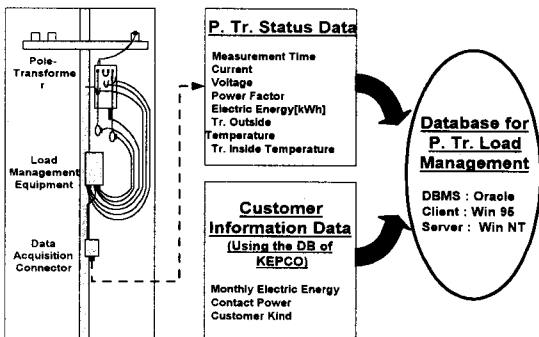 Pole-
Transforme
r
Load
Management
Equipment
Data
Acquisition
Connector
P. Tr. Status Data
Measurement Time
Current
Voltage
Power Factor
Electric Energy[kWh]
Tr. Outside
Temperature
Tr. Inside Temperature
Customer
Information Data
(Using the DB of
KEPCO)
Monthly Electric Energy
Contact Power
Customer Kind
Database for
P. Tr. Load
Management
DBMS : Oracle
Client : Win 95
Server : Win NT